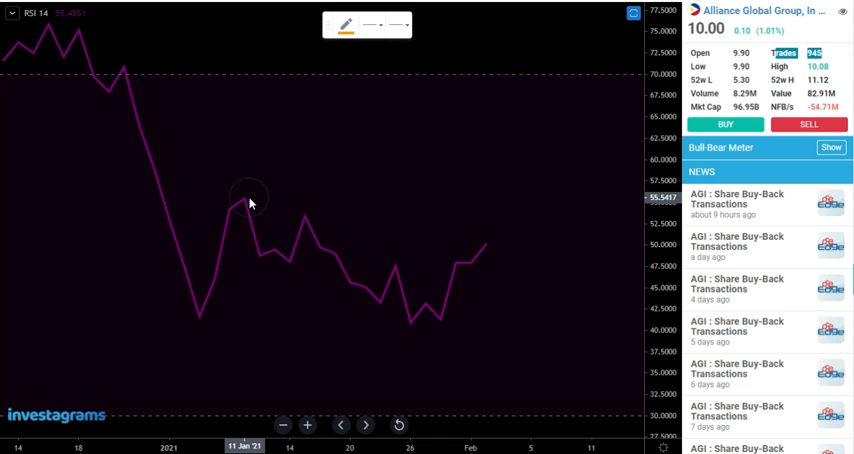 RSI 14 55.4551
77.5000
75.0000
72.5000
70.0000
67.5000
65.0000
62.5000
60.0000
57.5000
55.5417
52.5000
50.0000
47.5000
45.0000
42.5000
40.0000
37.5000
35.0000
32.5000
30.0000
27.5000
investagrams
14 18 2021 11 Jan '21 14 20 26 Feb 5 11
Alliance Global Group, In ...
10.00 0.10 (1.01%)
Open 9.90 Trades 945
Low 9.90 High 10.08
52w L 5.30 52w H 11.12
Volume 8.29M Value 82.91M
Mkt Cap 96.95B NFB/s -54.71M
BUY SELL
Bull-Bear Meter Show
NEWS
AGI : Share Buy-Back
Transactions
about 9 hours ago
AGI : Share Buy-Back
Transactions
a day ago
AGI : Share Buy-Back
Transactions
4 days ago
AGI : Share Buy-Back
Transactions
5 days ago
AGI : Share Buy-Back
Transactions
6 days ago
AGI : Share Buy-Back
Transactions
7 days ago
AGI : Share Buy-Back